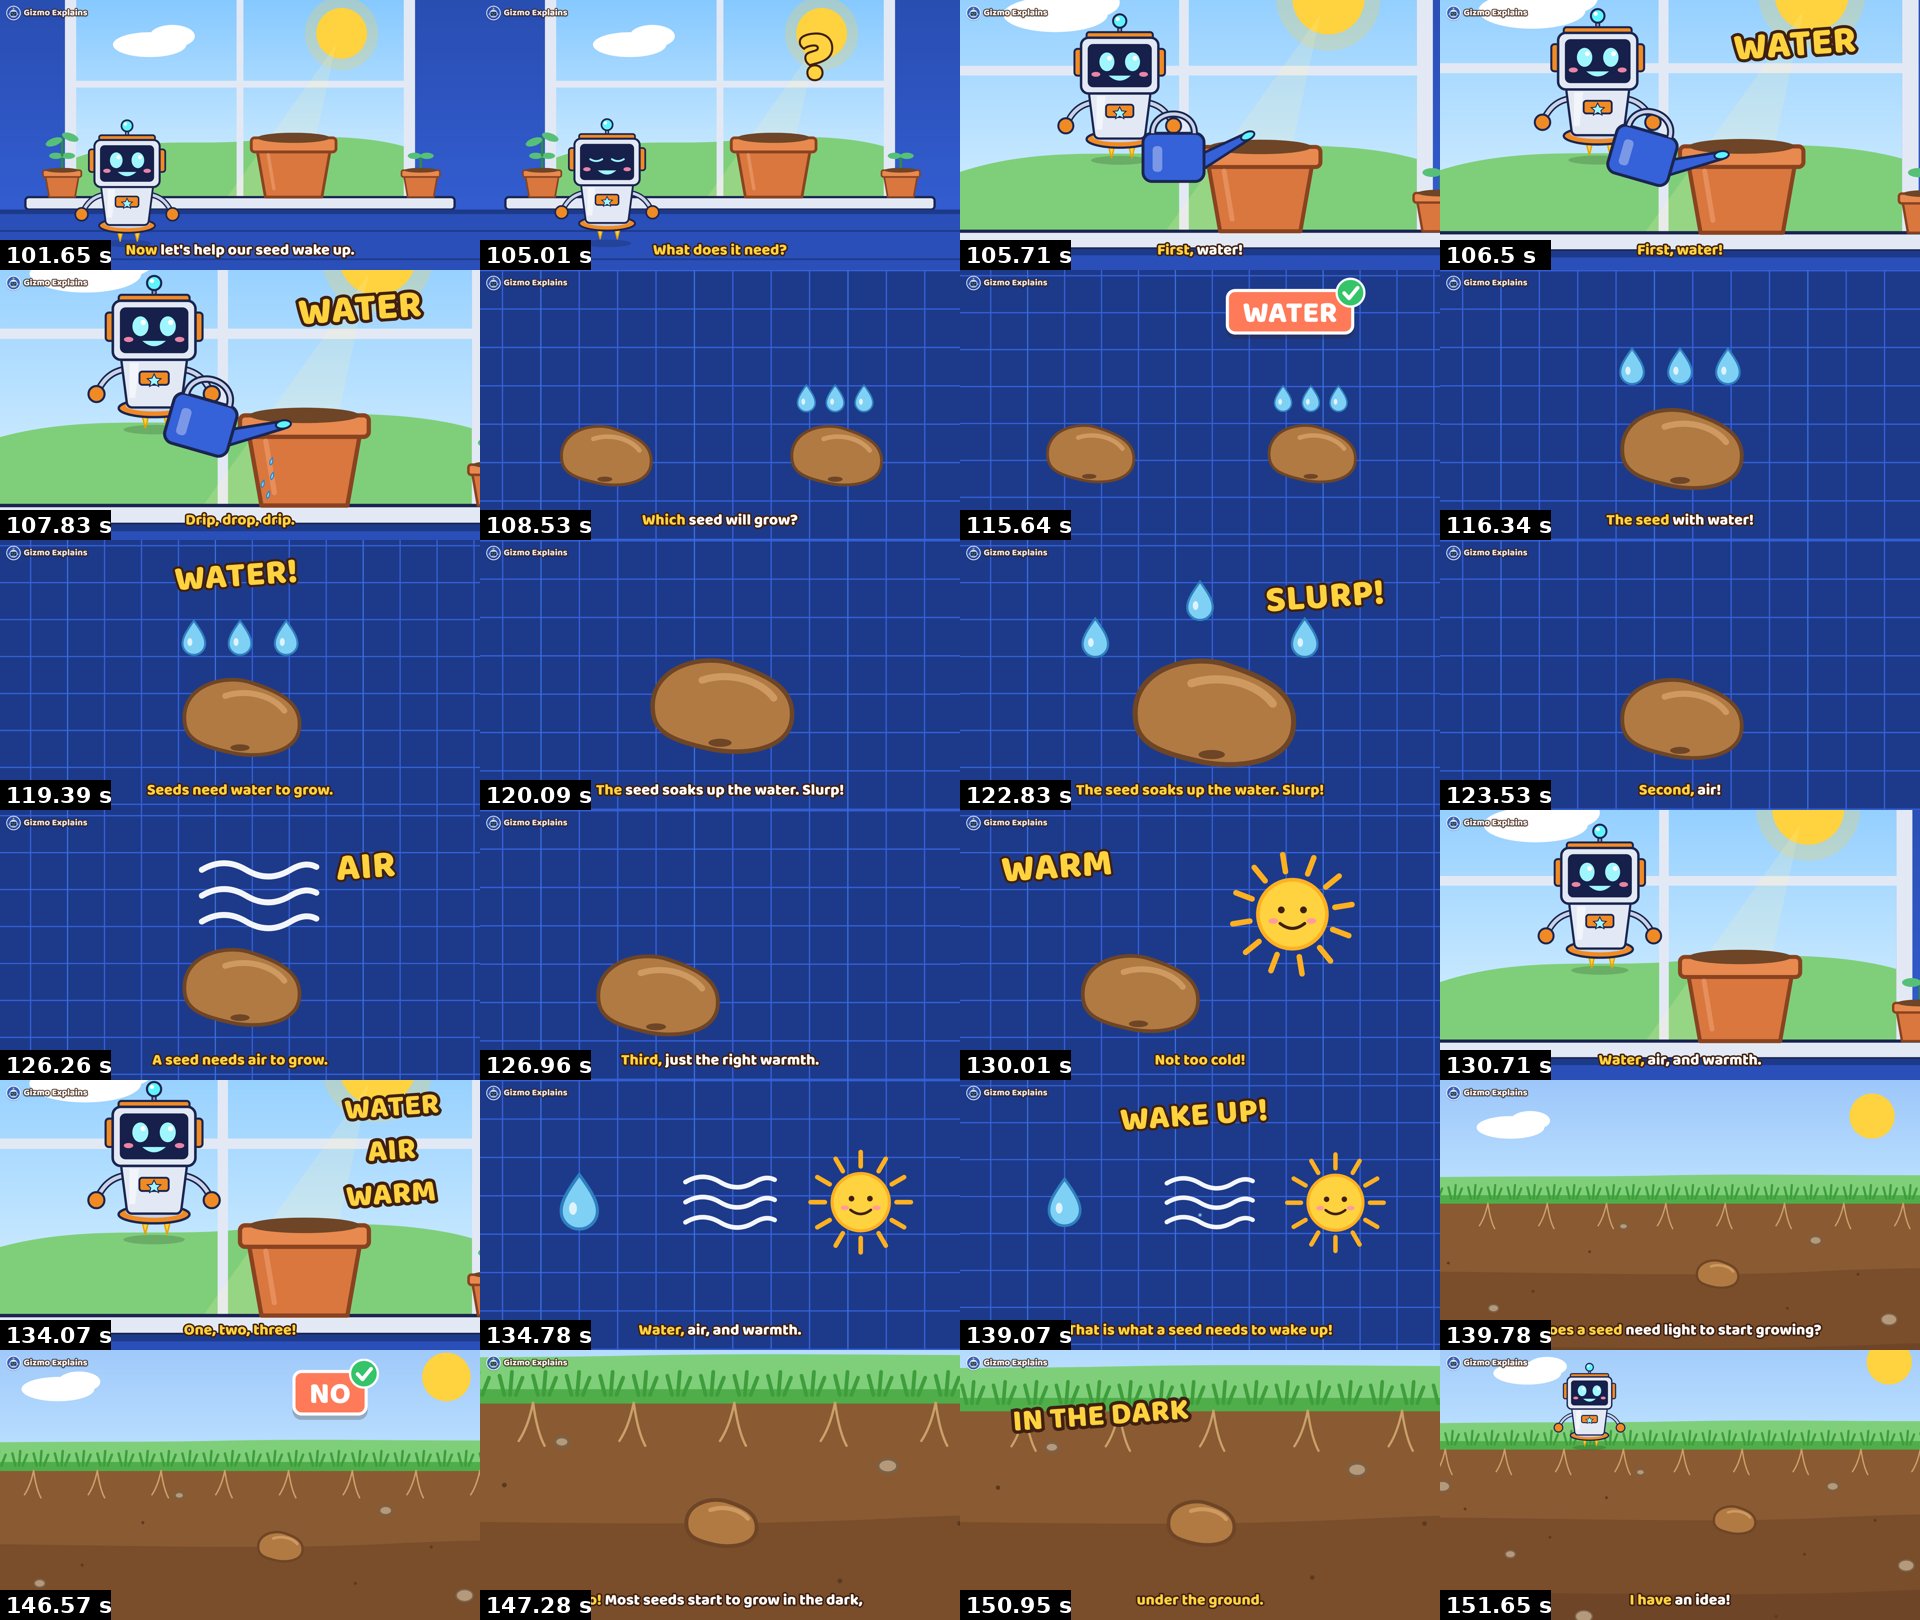 Gizmo Explains
101.65 s
Now let's help our seed wake up.
Gizmo Explains
?
105.01 s
What does it need?
Gizmo Explains
105.71 s
First, water!
Gizmo Explains
WATER
106.5 s
First, water!
Gizmo Explains
WATER
107.83 s
Drip, drop, drip.
Gizmo Explains
108.53 s
Which seed will grow?
Gizmo Explains
WATER
115.64 s
Gizmo Explains
116.34 s
The seed with water!
Gizmo Explains
WATER!
119.39 s
Seeds need water to grow.
Gizmo Explains
120.09 s
The seed soaks up the water. Slurp!
Gizmo Explains
SLURP!
122.83 s
The seed soaks up the water. Slurp!
Gizmo Explains
123.53 s
Second, air!
Gizmo Explains
AIR
126.26 s
A seed needs air to grow.
Gizmo Explains
126.96 s
Third, just the right warmth.
Gizmo Explains
WARM
130.01 s
Not too cold!
Gizmo Explains
130.71 s
Water, air, and warmth.
Gizmo Explains
WATER
AIR
WARM
134.07 s
One, two, three!
Gizmo Explains
134.78 s
Water, air, and warmth.
Gizmo Explains
WAKE UP!
139.07 s
That is what a seed needs to wake up!
Gizmo Explains
139.78 s
oes a seed need light to start growing?
Gizmo Explains
NO
146.57 s
Gizmo Explains
147.28 s
o! Most seeds start to grow in the dark,
Gizmo Explains
IN THE DARK
150.95 s
under the ground.
Gizmo Explains
151.65 s
I have an idea!